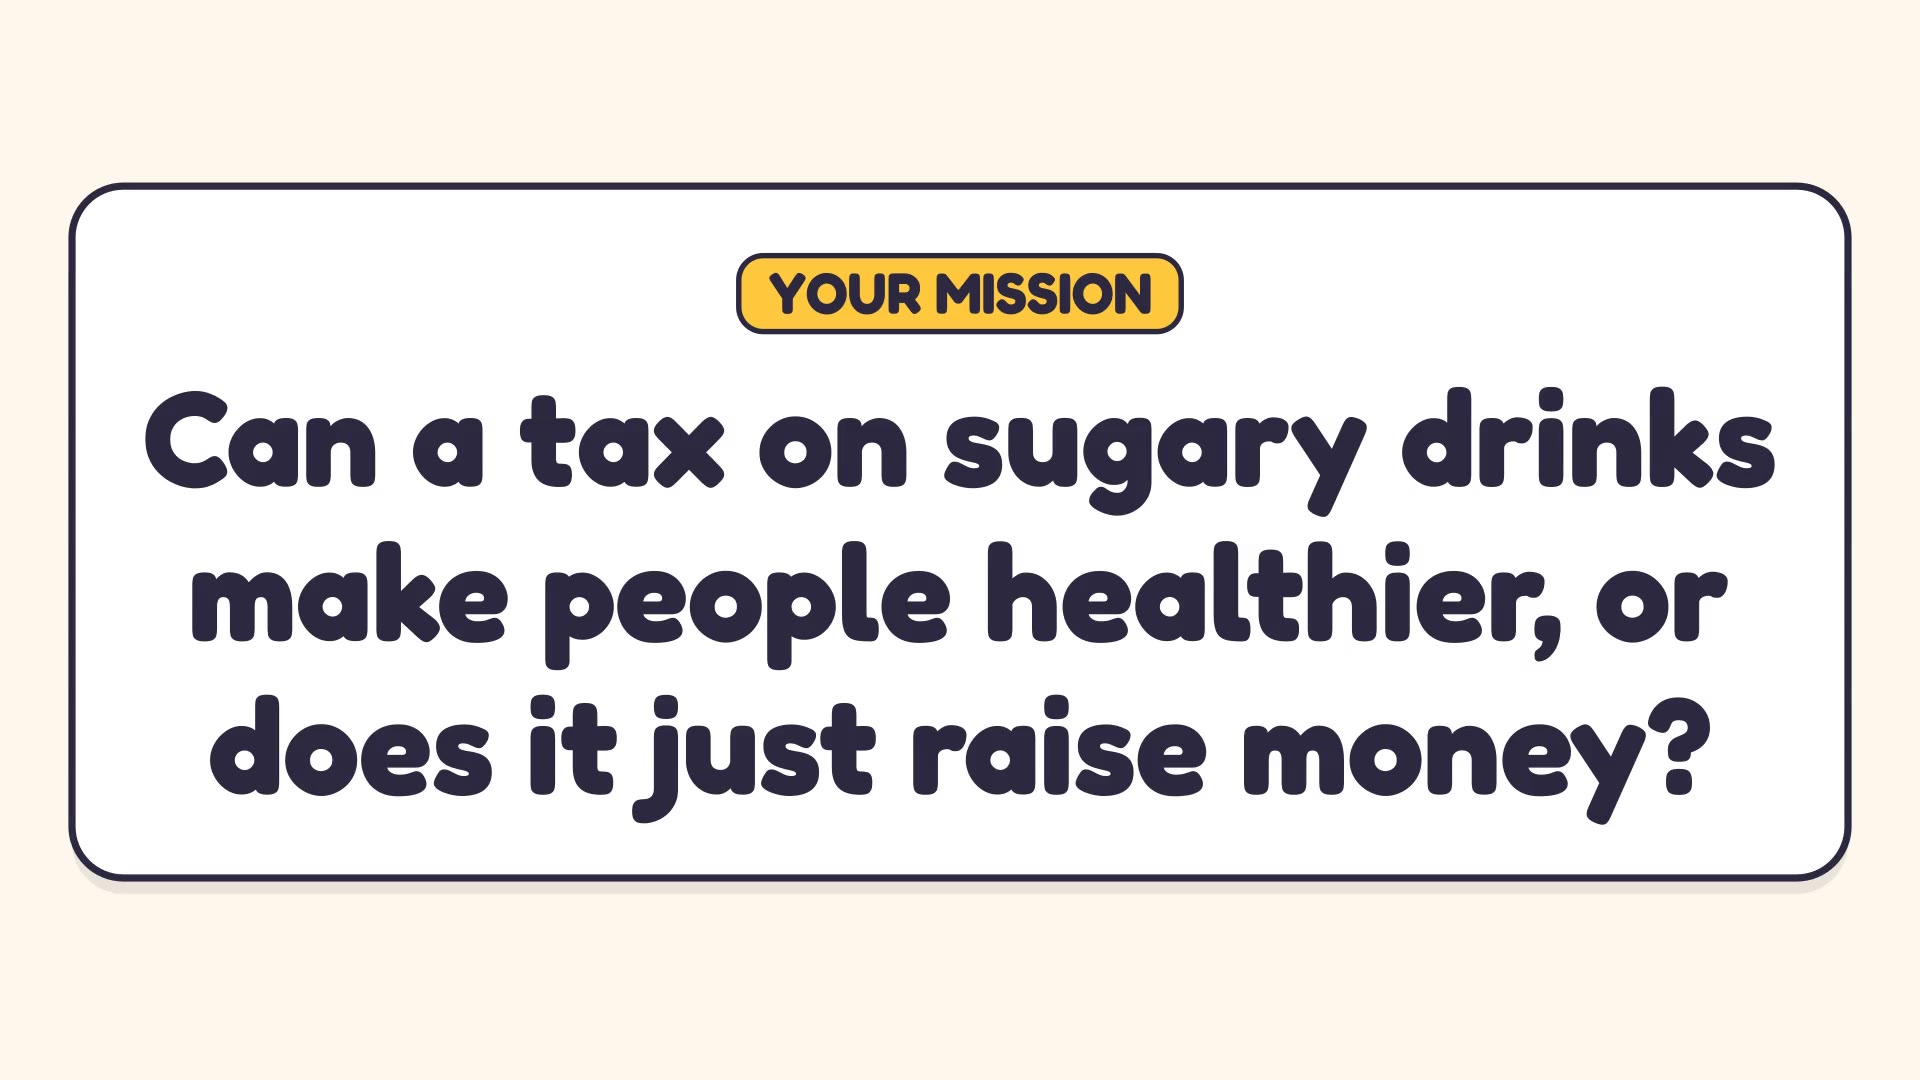 YOUR MISSION
Can a tax on sugary drinks
make people healthier, or
does it just raise money?